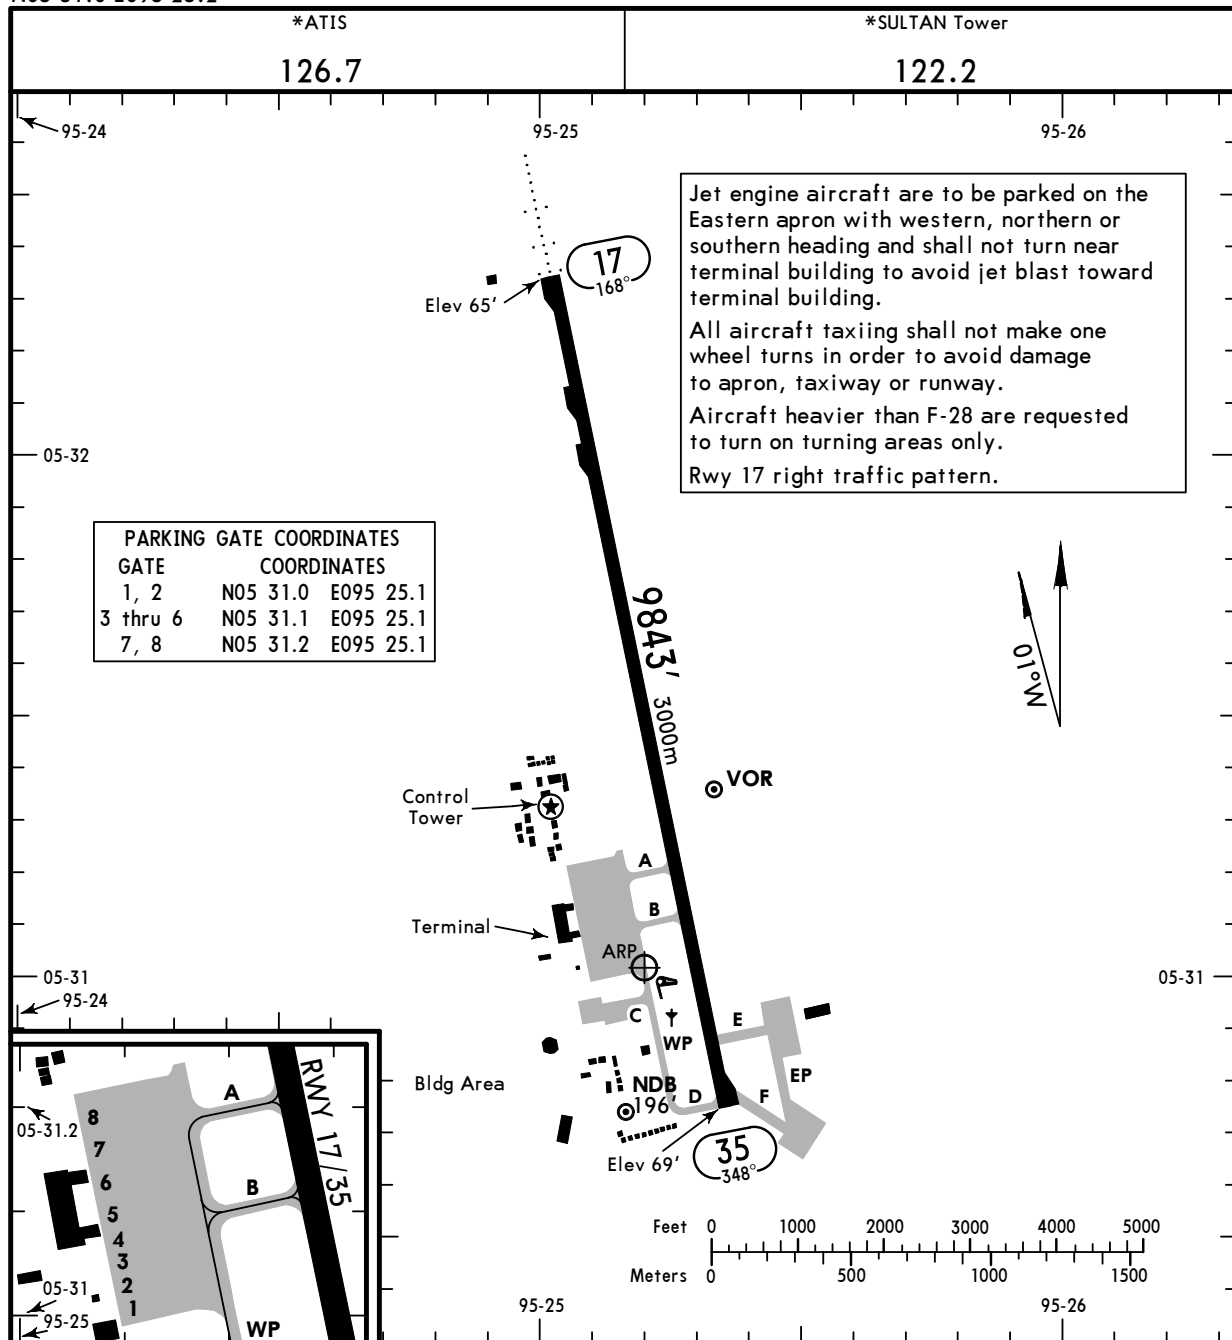 *ATIS
126.7
*SULTAN Tower
122.2
95-24
95-25
95-26
Jet engine aircraft are to be parked on the
Eastern apron with western, northern or
southern heading and shall not turn near
terminal building to avoid jet blast toward
terminal building.
All aircraft taxiing shall not make one
wheel turns in order to avoid damage
to apron, taxiway or runway.
Aircraft heavier than F-28 are requested
to turn on turning areas only.
Rwy 17 right traffic pattern.
17
168°
Elev 65'
05-32
PARKING GATE COORDINATES
GATE COORDINATES
1, 2 N05 31.0 E095 25.1
3 thru 6 N05 31.1 E095 25.1
7, 8 N05 31.2 E095 25.1
9843'
3000m
01°W
VOR
Control
Tower
A
B
Terminal
ARP
05-31
05-31
95-24
C
WP
E
EP
F
D
NDB
196'
Bldg Area
35
348°
Elev 69'
RWY 17/35
A
B
8
7
6
5
4
3
2
1
05-31.2
05-31
95-25
WP
Feet 0 1000 2000 3000 4000 5000
Meters 0 500 1000 1500
95-25
95-26